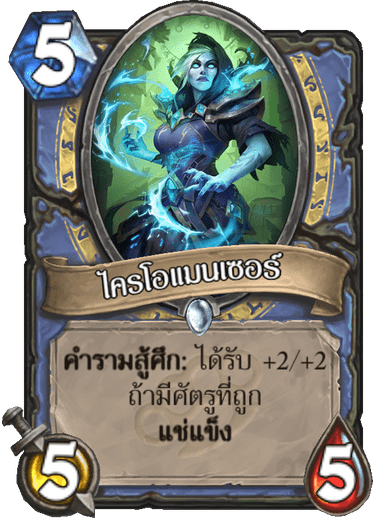 5
ไครโอแมนเซอร์
คำรามสู้ศึก: ได้รับ +2/+2
ถ้ามีศัตรูที่ถูก
แช่แข็ง
5 5